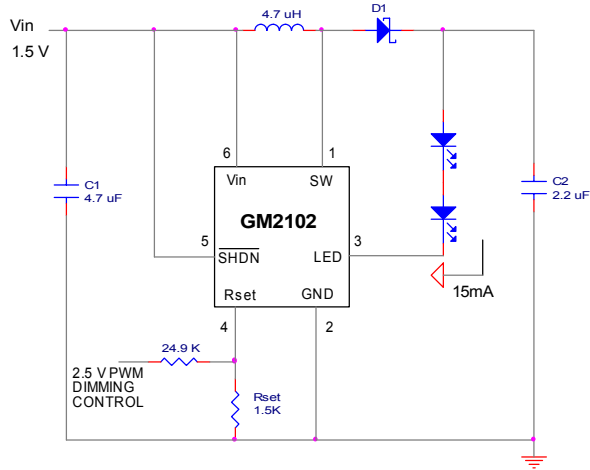 4.7 uH
D1
Vin
1.5 V
6
1
Vin
SW
C1
4.7 uF
GM2102
C2
2.2 uF
5
3
SHDN
LED
15mA
Rset
GND
4
2
24.9 K
2.5 V PWM
DIMMING
CONTROL
Rset
1.5K